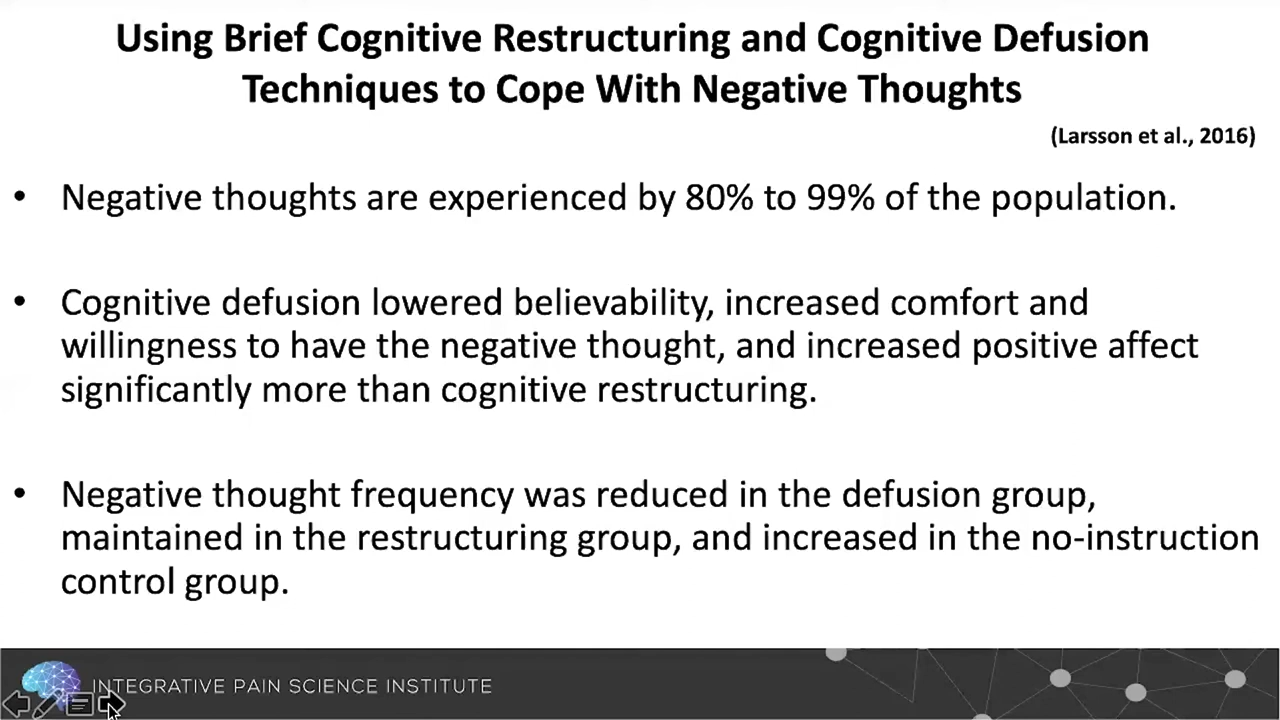 Using Brief Cognitive Restructuring and Cognitive Defusion
Techniques to Cope With Negative Thoughts
(Larsson et al., 2016)
• Negative thoughts are experienced by 80% to 99% of the population.
• Cognitive defusion lowered believability, increased comfort and
willingness to have the negative thought, and increased positive affect
significantly more than cognitive restructuring.
• Negative thought frequency was reduced in the defusion group,
maintained in the restructuring group, and increased in the no-instruction
control group.
INTEGRATIVE PAIN SCIENCE INSTITUTE